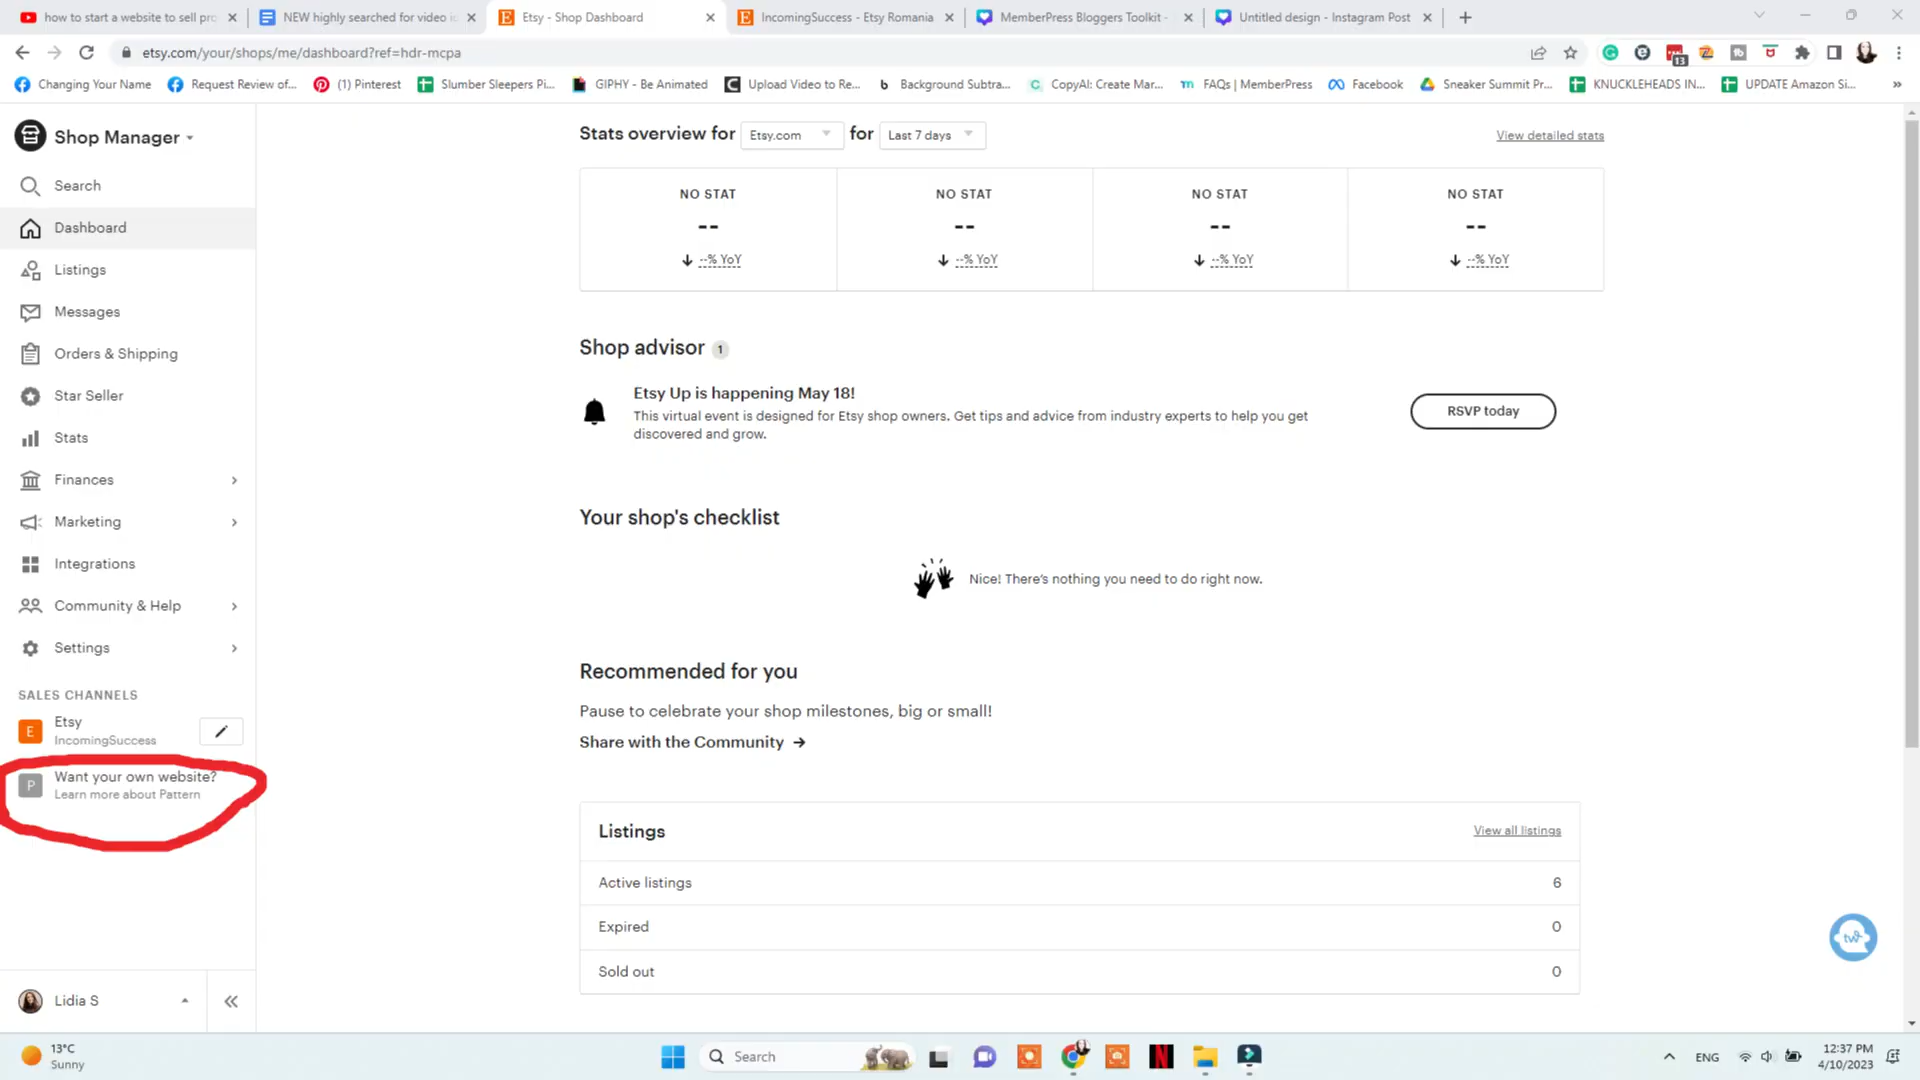 how to start a website to sell pro
NEW highly searched for video i
Etsy - Shop Dashboard
IncomingSuccess - Etsy Romania
MemberPress Bloggers Toolkit -
Untitled design - Instagram Post
etsy.com/your/shops/me/dashboard?ref=hdr-mcpa
13
Changing Your Name
Request Review of...
(1) Pinterest
Slumber Sleepers Pi...
GIPHY - Be Animated
Upload Video to Re...
b Background Subtra...
CopyAI: Create Mar...
m FAQs | MemberPress
Facebook
Sneaker Summit Pr...
KNUCKLEHEADS IN...
UPDATE Amazon Si...
»
Shop Manager
Search
Dashboard
Listings
Messages
Orders & Shipping
Star Seller
Stats
Finances
Marketing
Integrations
Community & Help
Settings
SALES CHANNELS
E Etsy
IncomingSuccess
P Want your own website?
Learn more about Pattern
Lidia S
Stats overview for Etsy.com for Last 7 days
View detailed stats
NO STAT
--
--% YoY
NO STAT
--
--% YoY
NO STAT
--
--% YoY
NO STAT
--
--% YoY
Shop advisor 1
Etsy Up is happening May 18!
This virtual event is designed for Etsy shop owners. Get tips and advice from industry experts to help you get
discovered and grow.
RSVP today
Your shop's checklist
Nice! There's nothing you need to do right now.
Recommended for you
Pause to celebrate your shop milestones, big or small!
Share with the Community →
Listings
View all listings
Active listings 6
Expired 0
Sold out 0
13°C
Sunny
Search
ENG
12:37 PM
4/10/2023